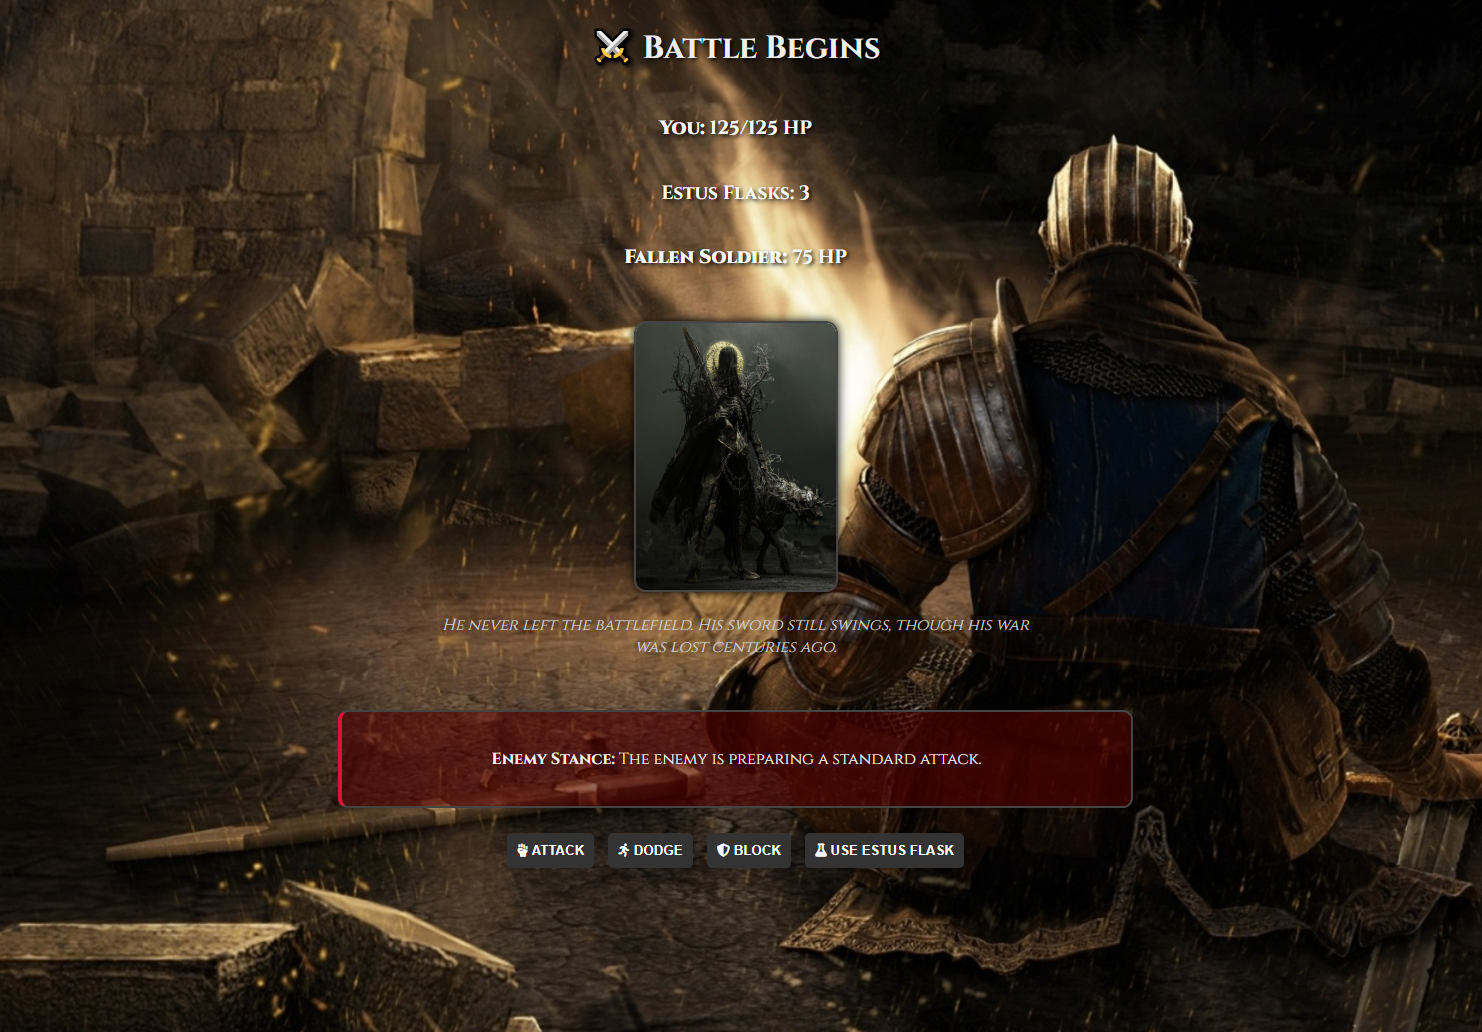 ⚔️ Battle Begins
You: 125/125 HP
Estus Flasks: 3
Fallen Soldier: 75 HP
He never left the battlefield. His sword still swings, though his war
was lost centuries ago.
Enemy Stance: The enemy is preparing a standard attack.
ATTACK DODGE BLOCK USE ESTUS FLASK